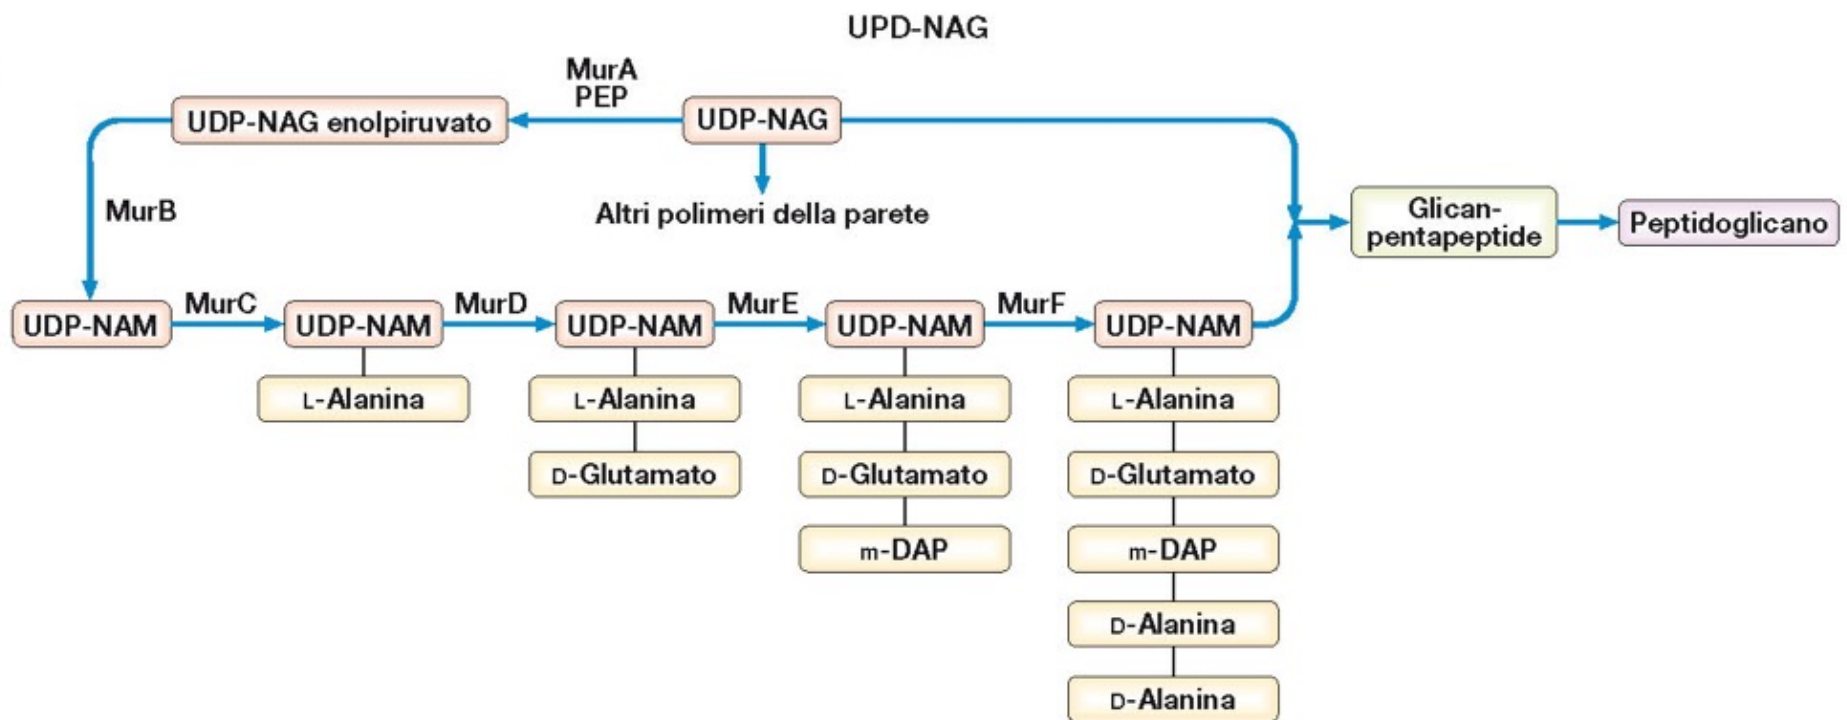 UPD-NAG
MurA
PEP
UDP-NAG enolpiruvato
UDP-NAG
MurB
Altri polimeri della parete
Glican-
pentapeptide
Peptidoglicano
UDP-NAM
MurC
UDP-NAM
MurD
UDP-NAM
MurE
UDP-NAM
MurF
UDP-NAM
L-Alanina
L-Alanina
L-Alanina
L-Alanina
D-Glutamato
D-Glutamato
D-Glutamato
m-DAP
m-DAP
D-Alanina
D-Alanina